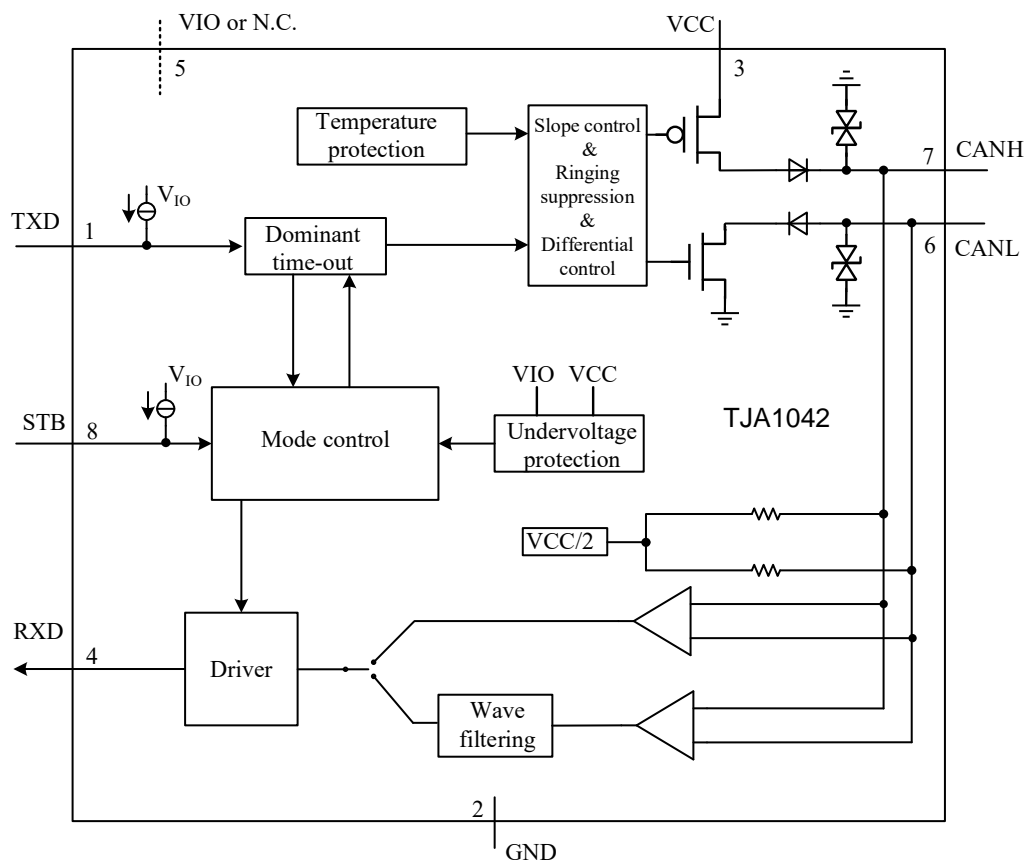 VIO or N.C.
5
VCC
3
Temperature
protection
Slope control
&
Ringing
suppression
&
Differential
control
7
CANH
6
CANL
VIO
TXD
1
Dominant
time-out
VIO
STB
8
Mode control
VIO
VCC
Undervoltage
protection
TJA1042
VCC/2
RXD
4
Driver
Wave
filtering
2
GND